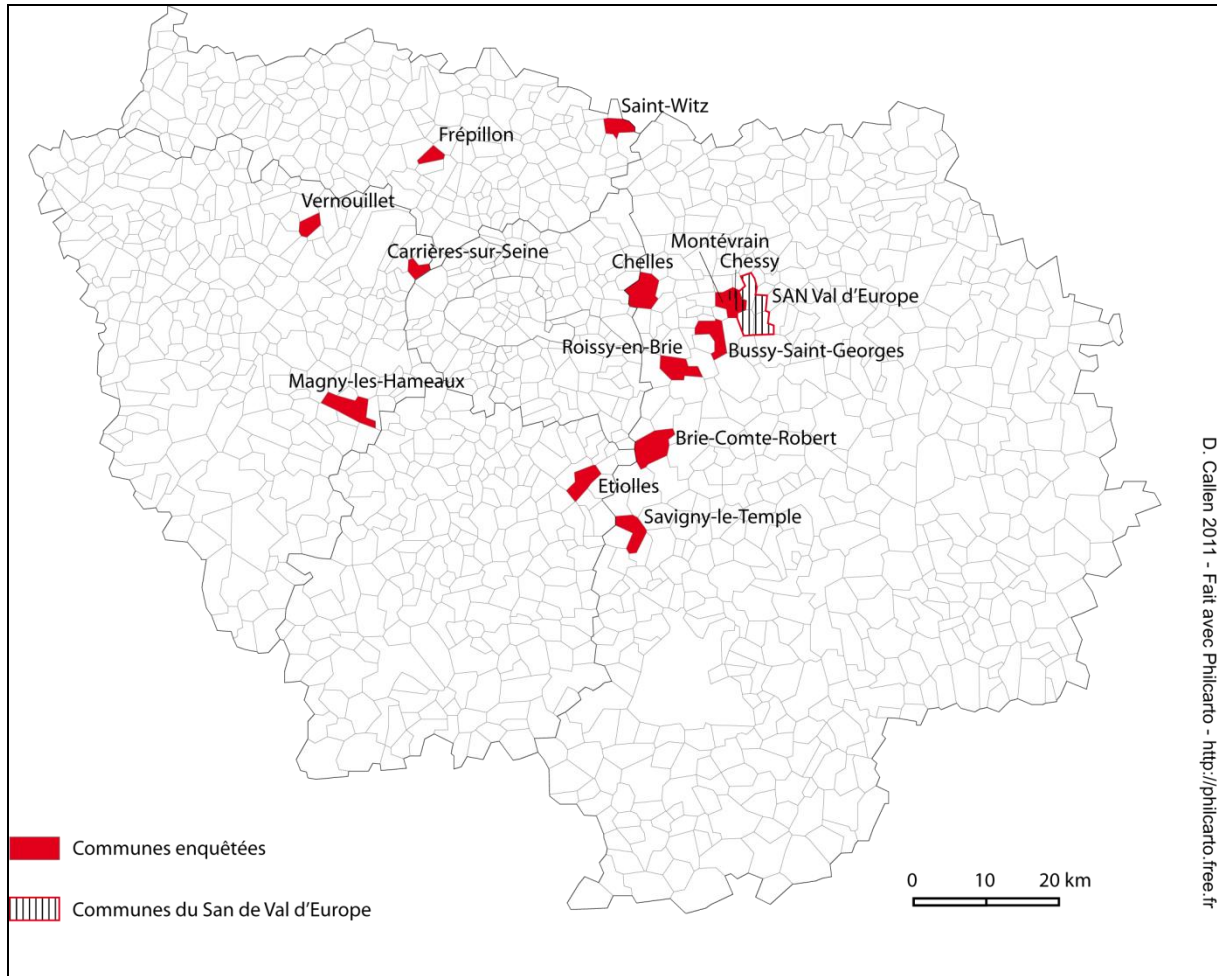 Saint-Witz
Frépillon
Vernouillet
Carrières-sur-Seine
Montévrain
Chelles
Chessy
SAN Val d'Europe
Roissy-en-Brie
Bussy-Saint-Georges
Magny-les-Hameaux
Brie-Comte-Robert
Etiolles
Savigny-le-Temple
D. Callen 2011 - Fait avec Philcarto - http://philcarto.free.fr
Communes enquêtées
0 10 20 km
Communes du San de Val d'Europe